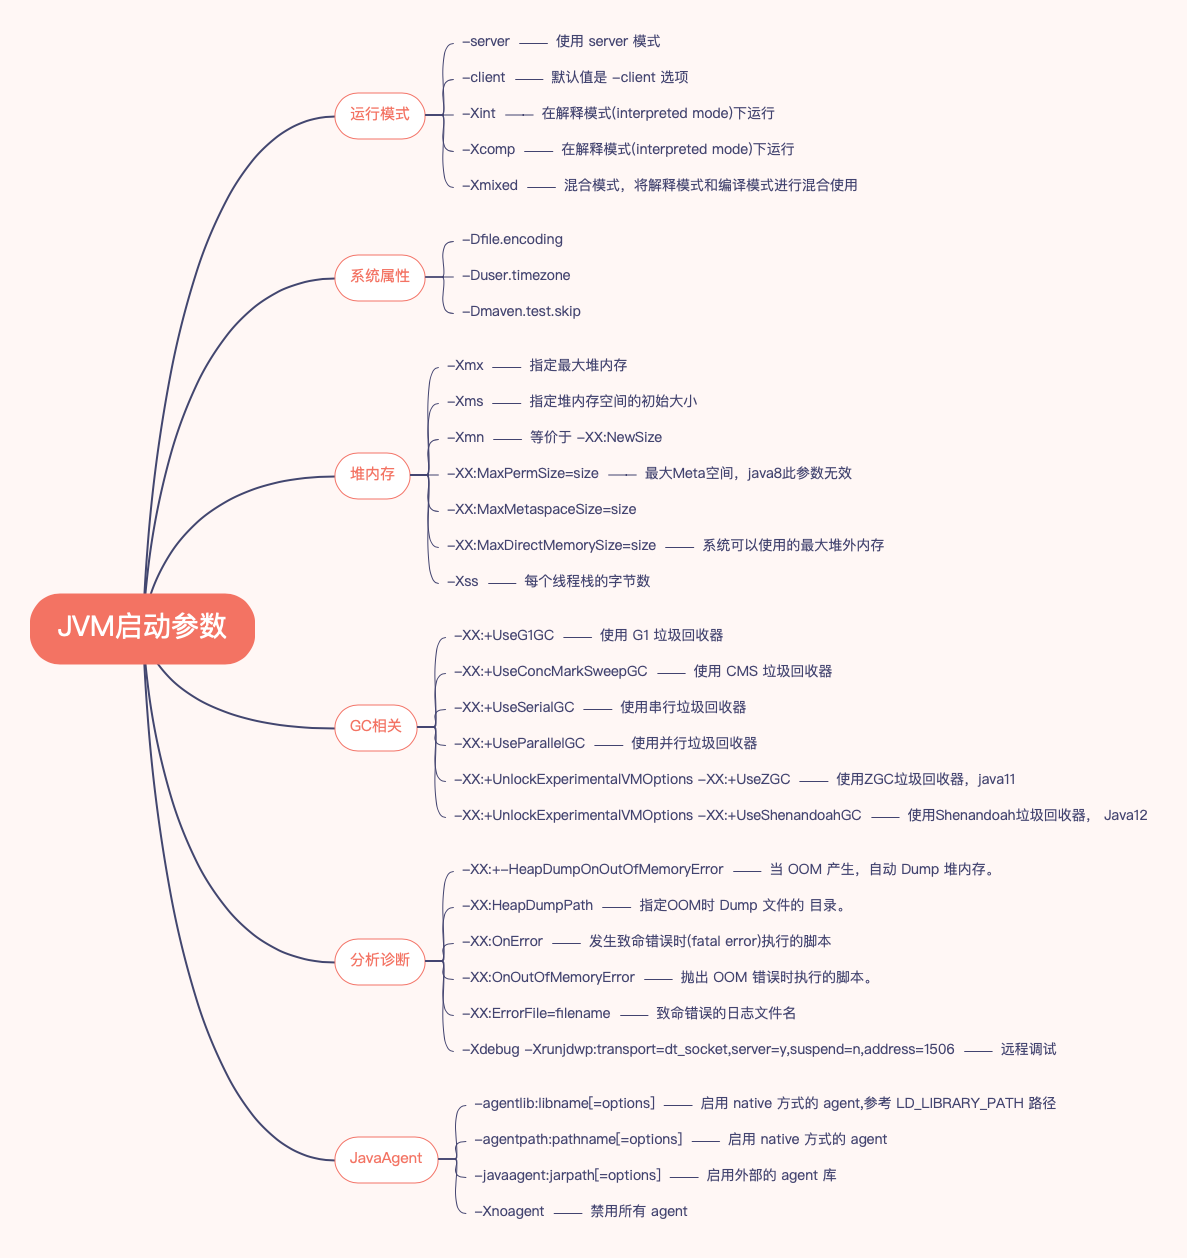 JVM启动参数
运行模式
-server
使用 server 模式
-client
默认值是 -client 选项
-Xint
在解释模式(interpreted mode)下运行
-Xcomp
在解释模式(interpreted mode)下运行
-Xmixed
混合模式，将解释模式和编译模式进行混合使用
系统属性
-Dfile.encoding
-Duser.timezone
-Dmaven.test.skip
堆内存
-Xmx
指定最大堆内存
-Xms
指定堆内存空间的初始大小
-Xmn
等价于 -XX:NewSize
-XX:MaxPermSize=size
最大Meta空间，java8此参数无效
-XX:MaxMetaspaceSize=size
-XX:MaxDirectMemorySize=size
系统可以使用的最大堆外内存
-Xss
每个线程栈的字节数
GC相关
-XX:+UseG1GC
使用 G1 垃圾回收器
-XX:+UseConcMarkSweepGC
使用 CMS 垃圾回收器
-XX:+UseSerialGC
使用串行垃圾回收器
-XX:+UseParallelGC
使用并行垃圾回收器
-XX:+UnlockExperimentalVMOptions -XX:+UseZGC
使用ZGC垃圾回收器，java11
-XX:+UnlockExperimentalVMOptions -XX:+UseShenandoahGC
使用Shenandoah垃圾回收器， Java12
分析诊断
-XX:+-HeapDumpOnOutOfMemoryError
当 OOM 产生，自动 Dump 堆内存。
-XX:HeapDumpPath
指定OOM时 Dump 文件的 目录。
-XX:OnError
发生致命错误时(fatal error)执行的脚本
-XX:OnOutOfMemoryError
抛出 OOM 错误时执行的脚本。
-XX:ErrorFile=filename
致命错误的日志文件名
-Xdebug -Xrunjdwp:transport=dt_socket,server=y,suspend=n,address=1506
远程调试
JavaAgent
-agentlib:libname[=options]
启用 native 方式的 agent,参考 LD_LIBRARY_PATH 路径
-agentpath:pathname[=options]
启用 native 方式的 agent
-javaagent:jarpath[=options]
启用外部的 agent 库
-Xnoagent
禁用所有 agent